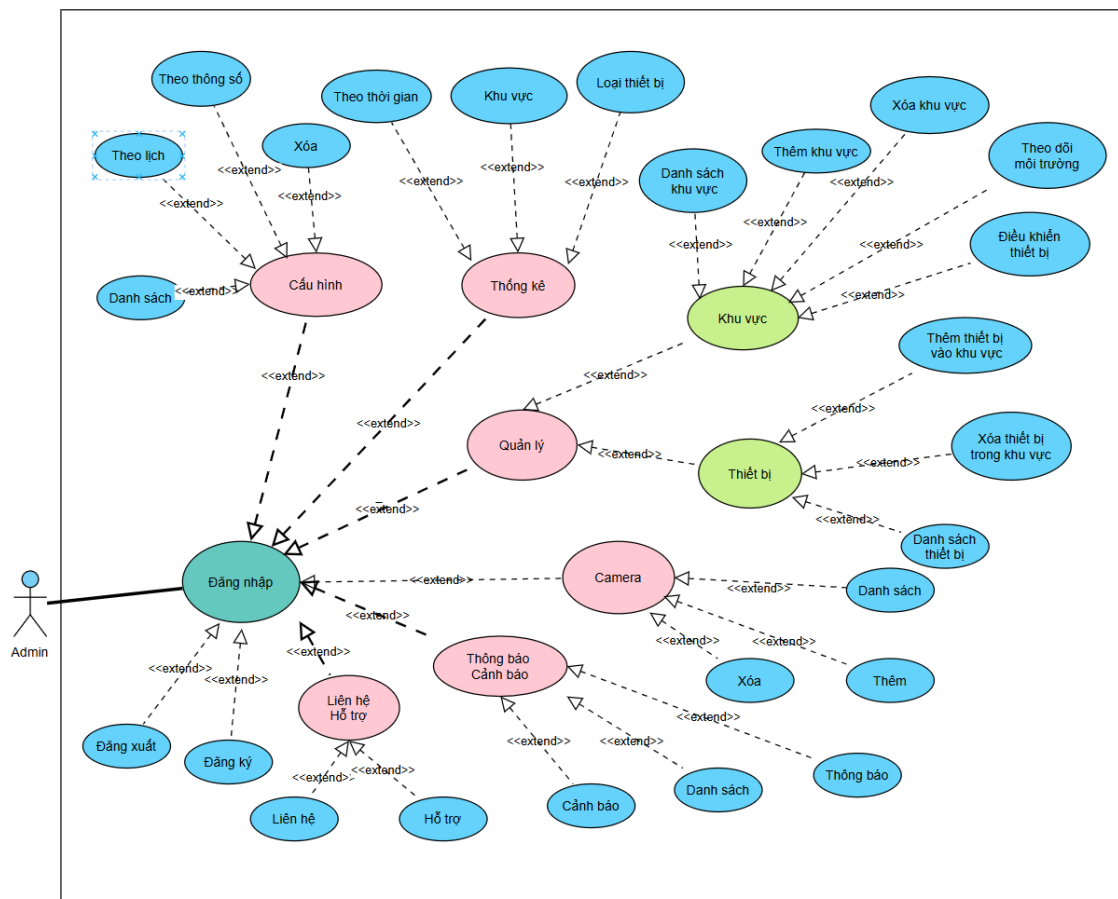 Theo thông số
Theo thời gian
Khu vực
Loại thiết bị
Xóa khu vực
Theo lịch
Xóa
Thêm khu vực
Theo dõi
môi trường
Danh sách
khu vực
<<extend>>
<<extend>>
<<extend>>
<<extend>>
<<extend>>
<<extend>>
<<extend>>
<<extend>>
<<extend>>
<<extend>>
<<extend>>
<<extend>>
Điều khiển
thiết bị
<<extend>>
<<extend>>
Danh sách
Cấu hình
Thống kê
Khu vực
Thêm thiết bị
vào khu vực
<<extend>>
<<extend>>
<<extend>>
<<extend>>
Quản lý
<<extend>>
Thiết bị
Xóa thiết bị
trong khu vực
<<extend>>
<<extend>>
<<extend>>
Danh sách
thiết bị
Đăng nhập
<<extend>>
Camera
<<extend>>
Danh sách
Admin
<<extend>>
<<extend>>
<<extend>>
Thông báo
Cảnh báo
Xóa
Thêm
<<extend>>
<<extend>>
<<extend>>
Liên hệ
Hỗ trợ
<<extend>>
<<extend>>
<<extend>>
Đăng xuất
Đăng ký
<<extend>>
<<extend>>
Thông báo
Danh sách
Cảnh báo
Liên hệ
Hỗ trợ